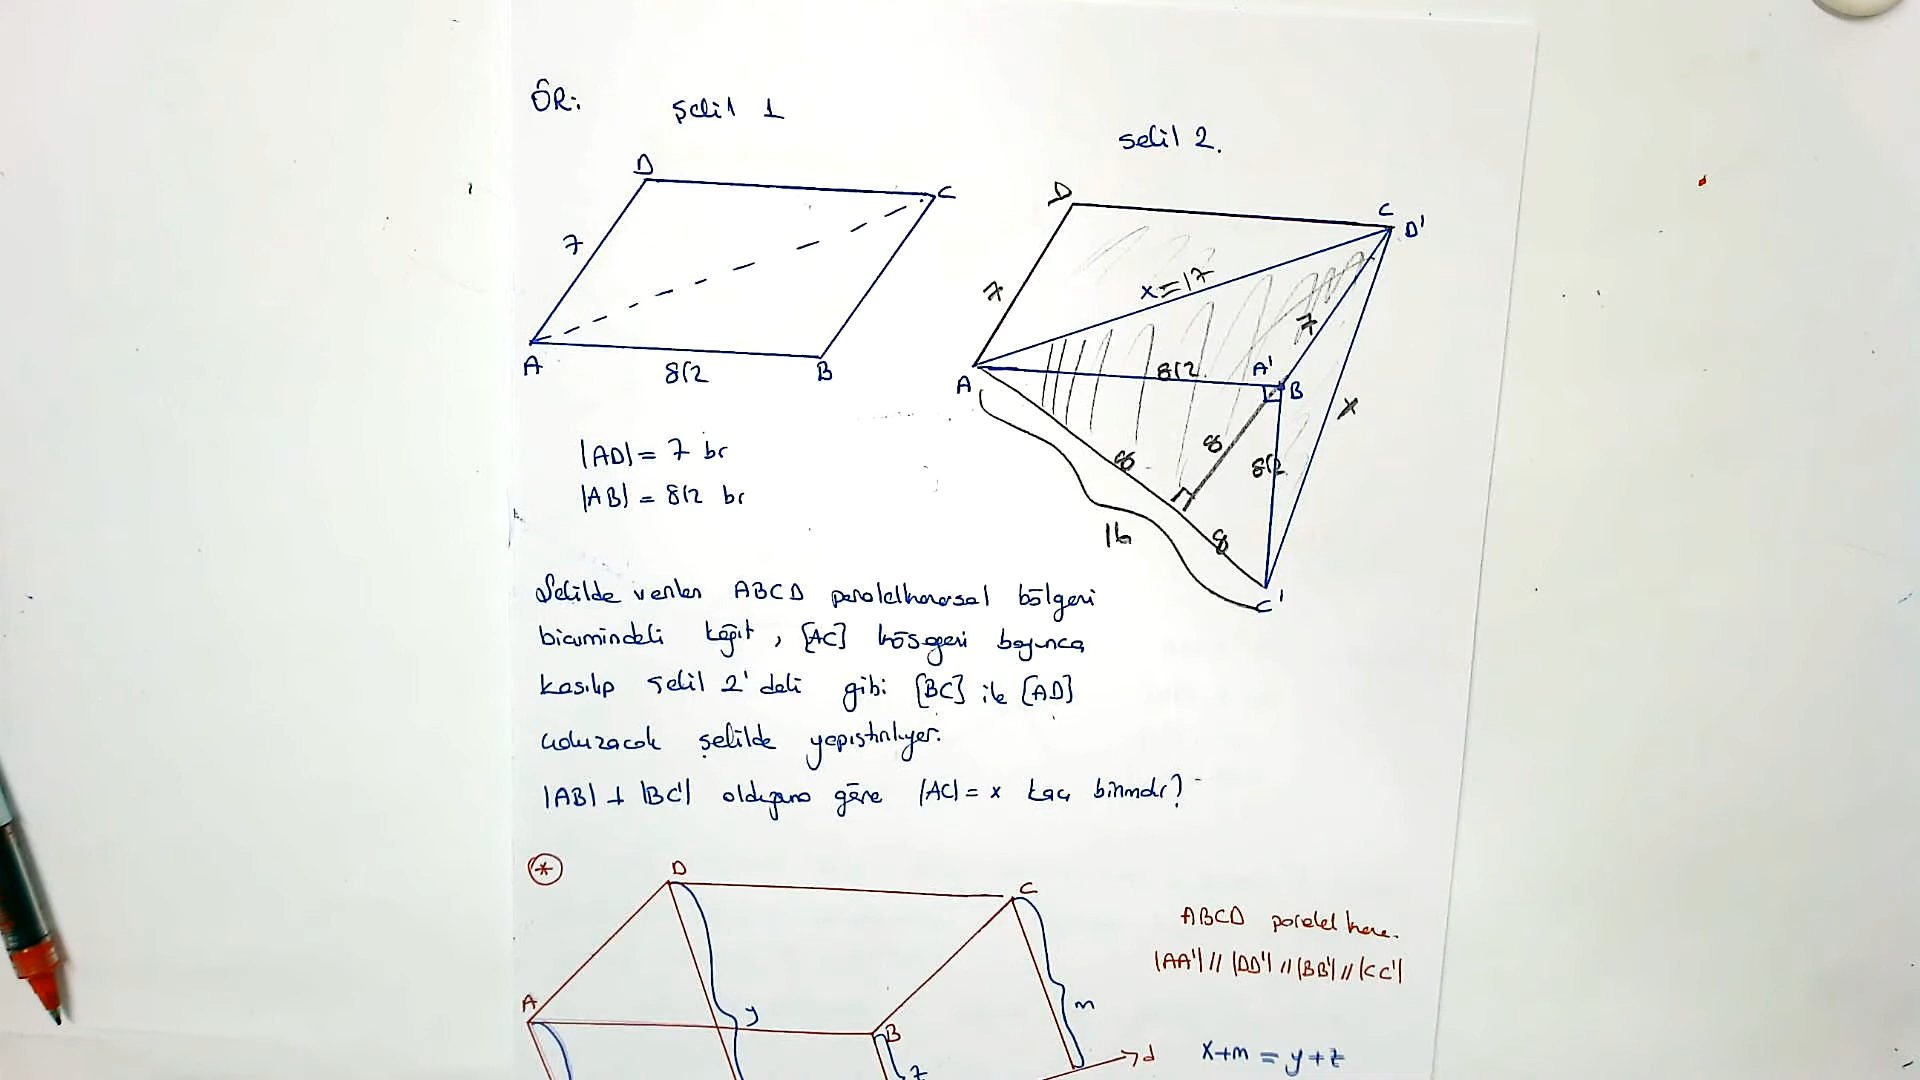 ÖR:
Şekil 1
Şekil 2.
D
C
7
A
8√2
B
D
C
D'
7
x=17
7
A
8√2
A'
B
x
8
8
8√2
16
8
C'
|AD| = 7 br
|AB| = 8√2 br
Şekilde verilen ABCD paralelkenarsal bölgesi
biçimindeki kağıt, [AC] köşegeni boyunca
kesilip şekil 2'deki gibi [BC] ile [AD]
çakışacak şekilde yapıştırılıyor.
|AB| ⊥ |BC'| olduğuna göre |AC| = x kaç birimdir?
*
D
C
ABCD paralel kene.
|AA'| // |DD'| // |BB'| // |CC'|
A
y
m
B
z
d
x+m = y+z